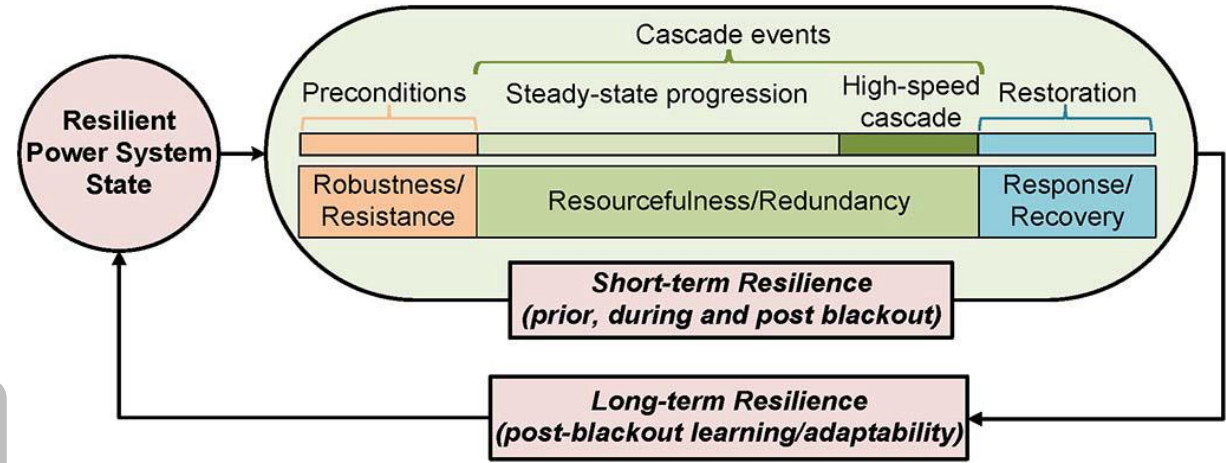 Cascade events
Preconditions
Steady-state progression
High-speed
cascade
Restoration
Resilient
Power System
State
Robustness/
Resistance
Resourcefulness/Redundancy
Response/
Recovery
Short-term Resilience
(prior, during and post blackout)
Long-term Resilience
(post-blackout learning/adaptability)